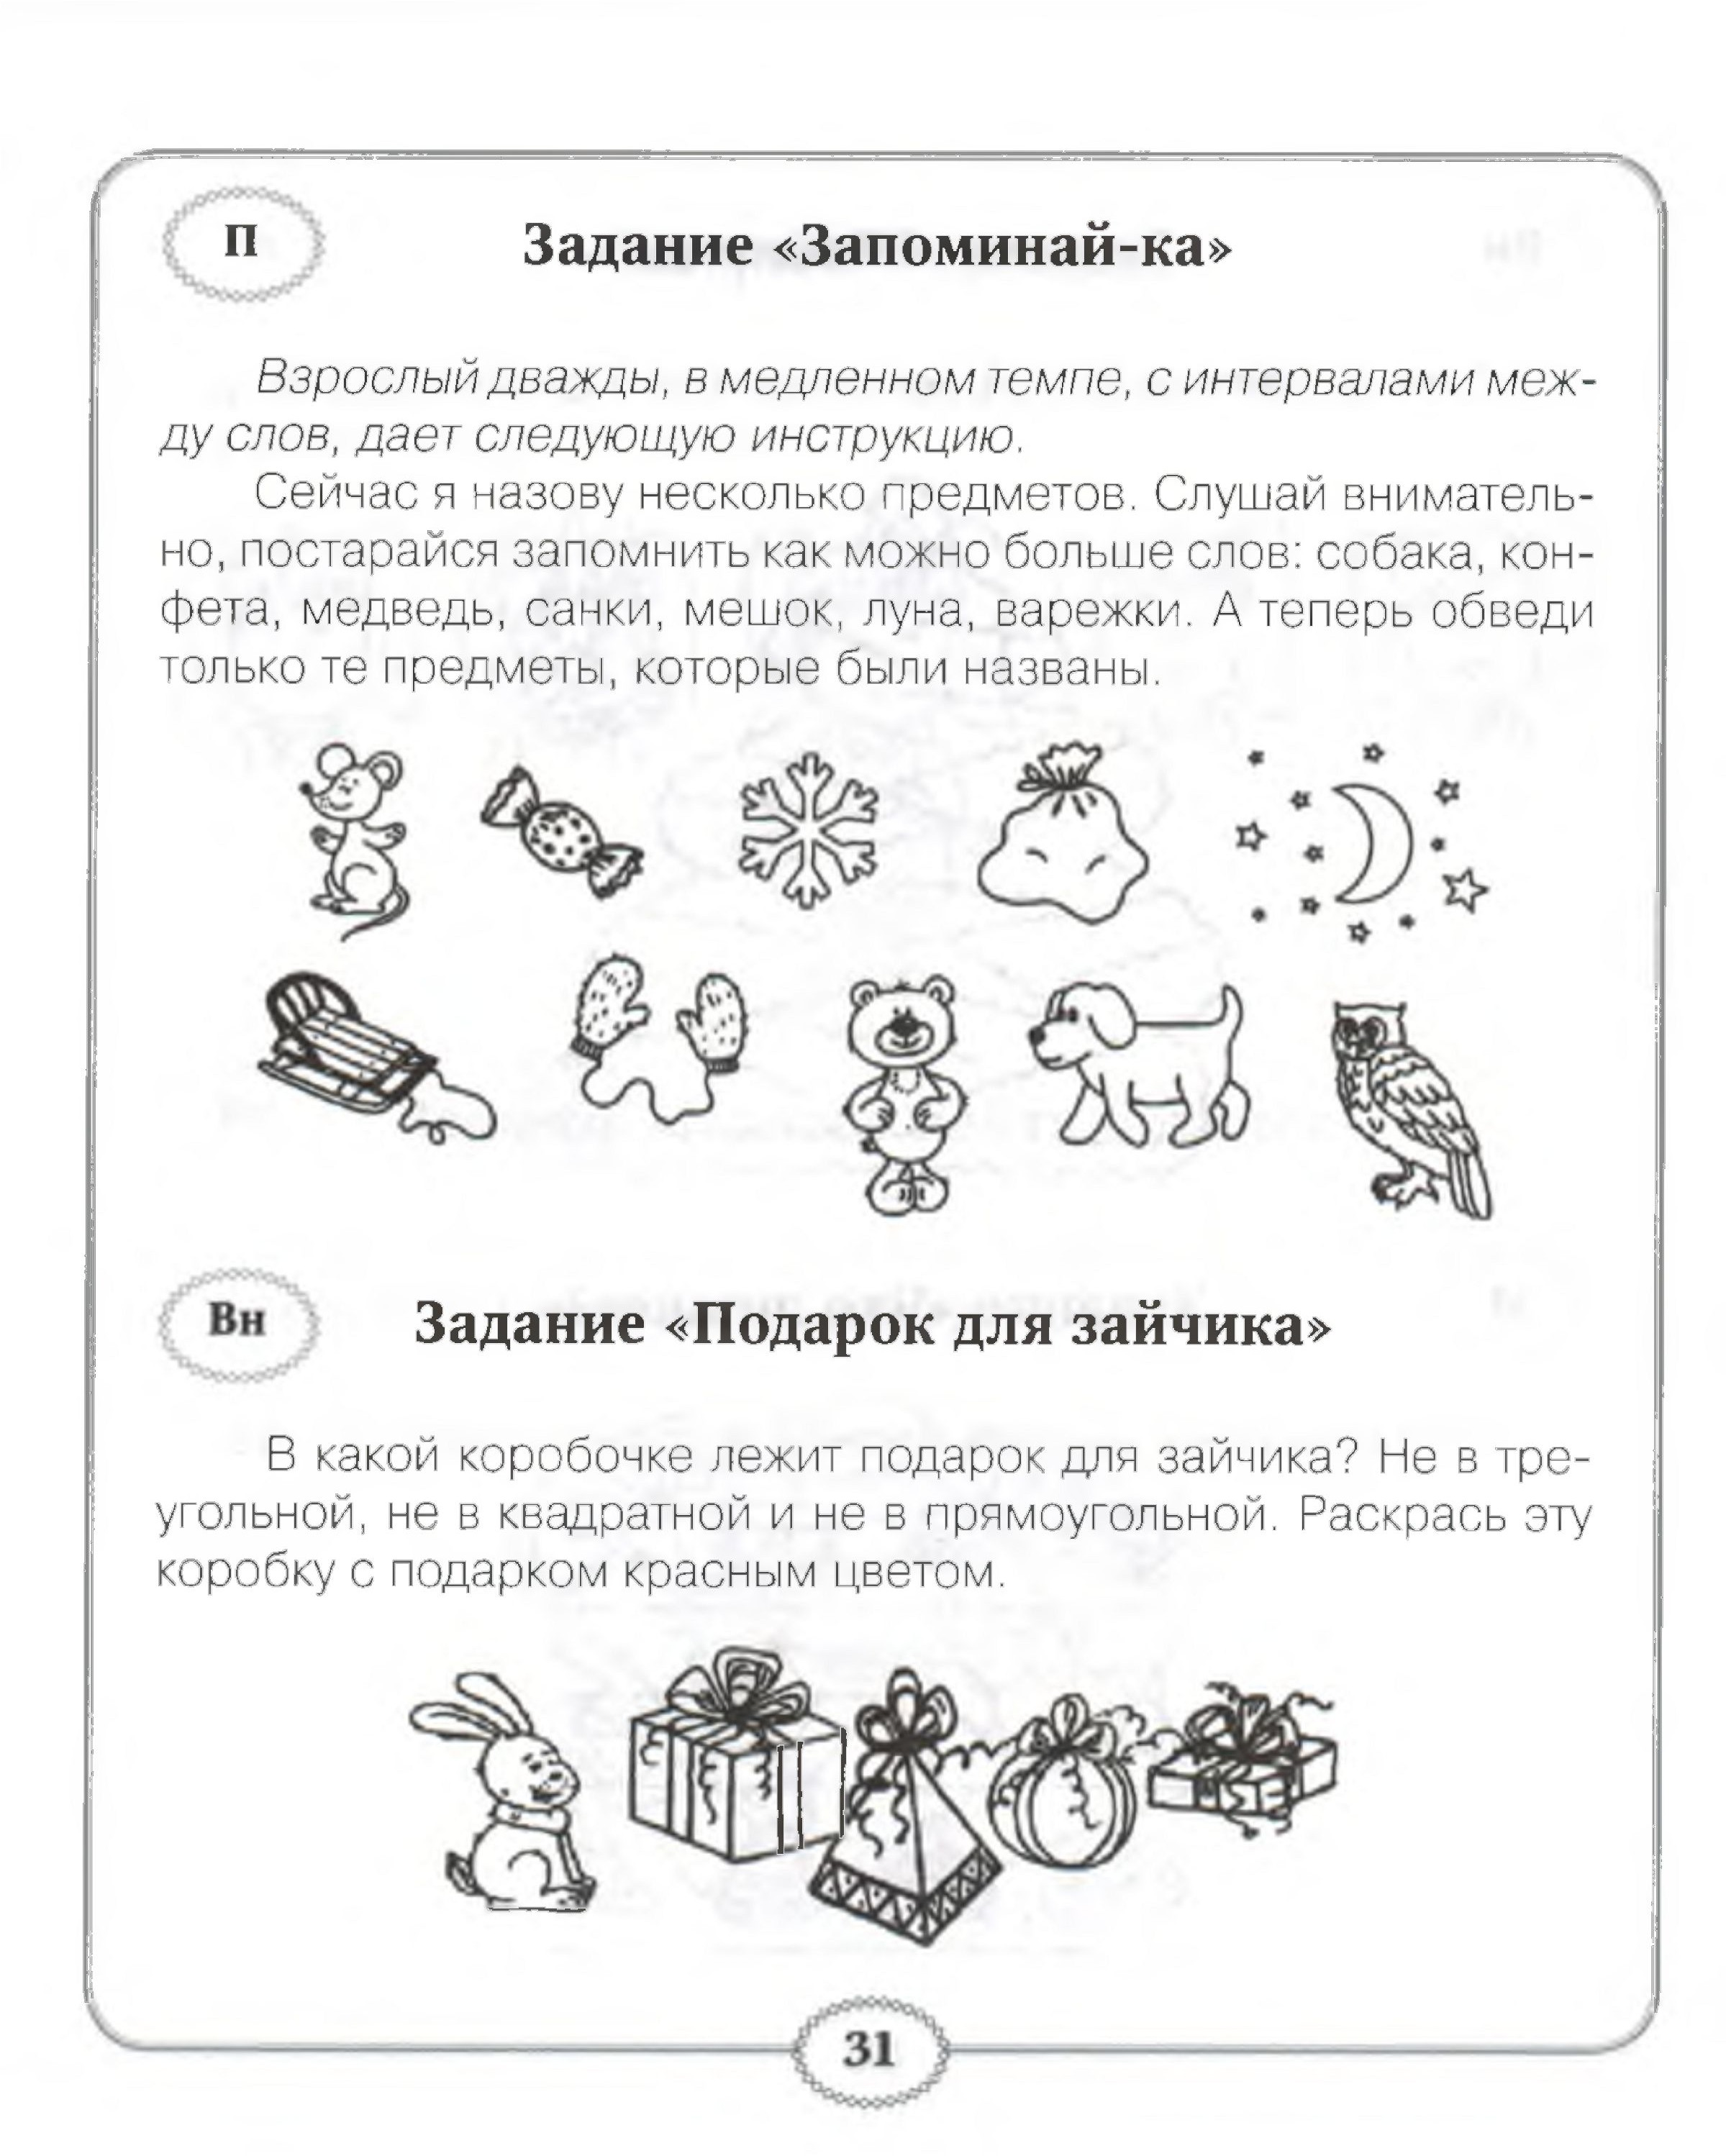 П
Задание «Запоминай-ка»
Взрослый дважды, в медленном темпе, с интервалами меж-
ду слов, дает следующую инструкцию.
Сейчас я назову несколько предметов. Слушай вниматель-
но, постарайся запомнить как можно больше слов: собака, кон-
фета, медведь, санки, мешок, луна, варежки. А теперь обведи
только те предметы, которые были названы.
Вн
Задание «Подарок для зайчика»
В какой коробочке лежит подарок для зайчика? Не в тре-
угольной, не в квадратной и не в прямоугольной. Раскрась эту
коробку с подарком красным цветом.
31